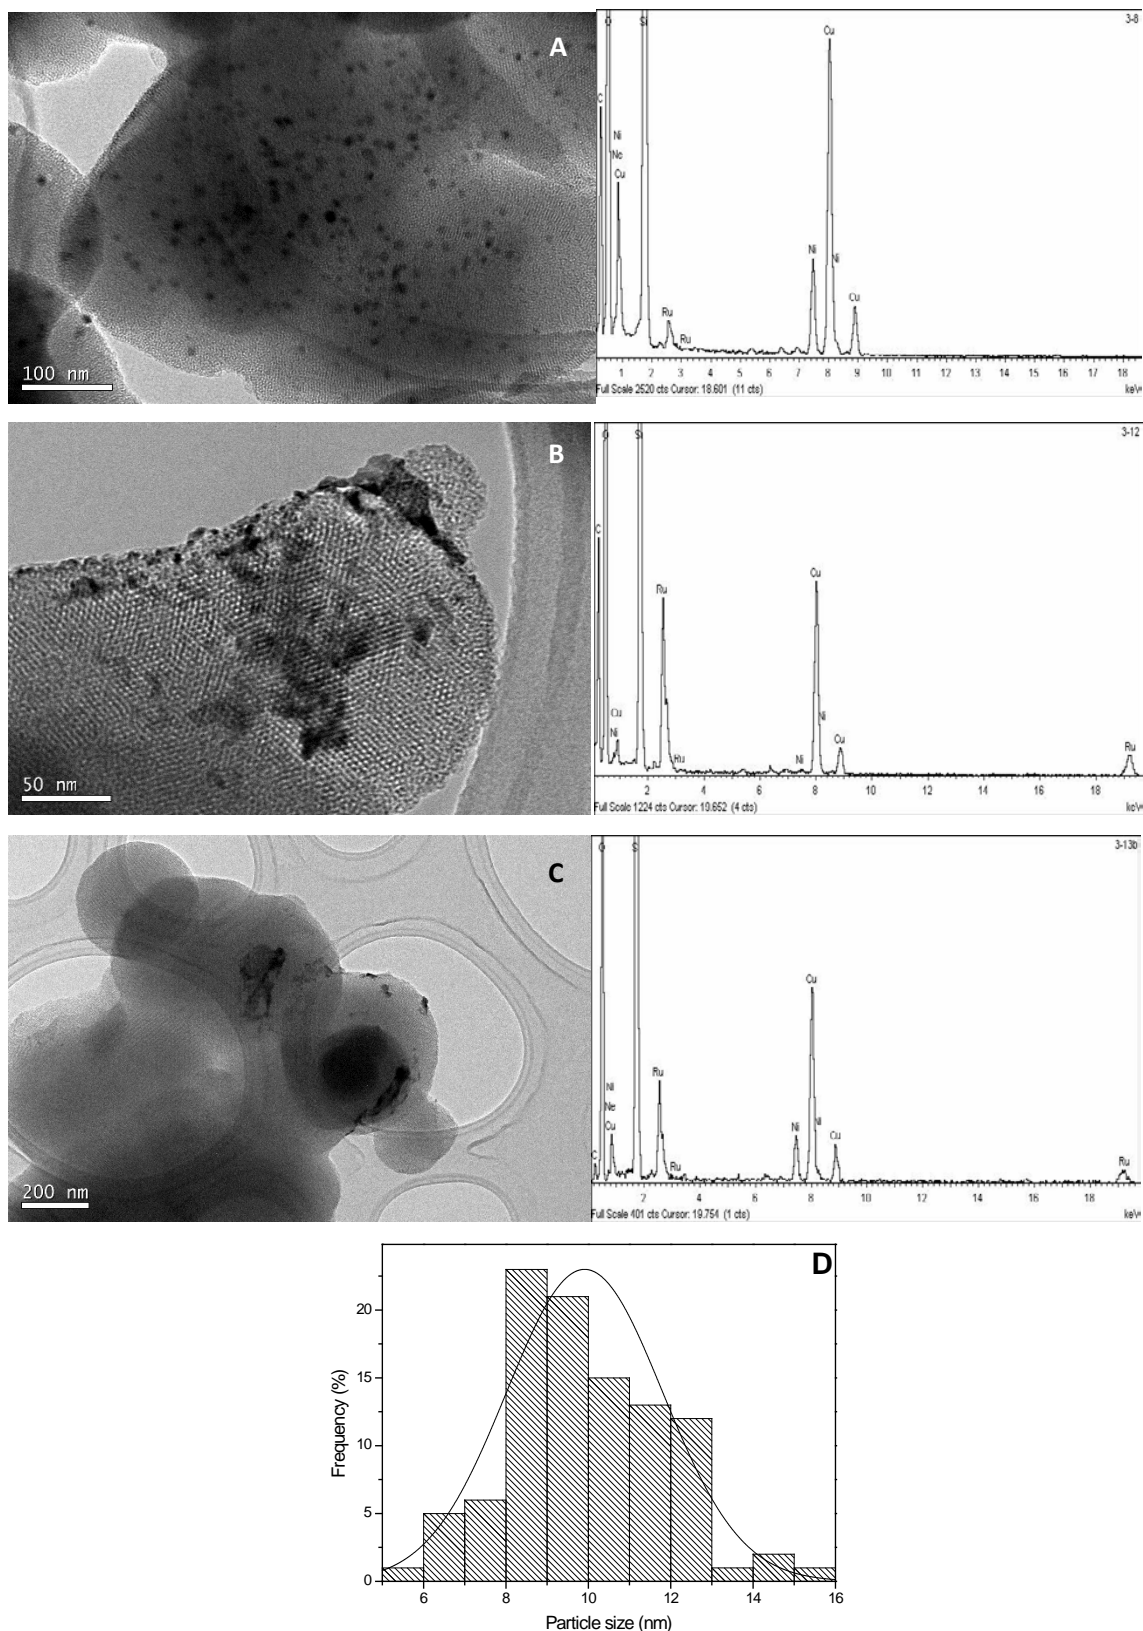 A
100 nm
3-8
O
Si
C
Ni
Ne
Cu
Ru
Ru
Ni
Cu
Ni
Cu
1 2 3 4 5 6 7 8 9 10 11 12 13 14 15 16 17 18
Full Scale 2520 cts Cursor: 18.601 (11 cts)
keV
B
50 nm
3-12
C
Cu
Ni
Ru
Ru
Ni
Cu
Ni
Cu
Ru
2 4 6 8 10 12 14 16 18
Full Scale 1224 cts Cursor: 19.652 (4 cts)
keV
C
200 nm
3-13b
C
Ni
Ne
Cu
Ru
Ru
Ni
Cu
Ni
Cu
Ru
2 4 6 8 10 12 14 16 18
Full Scale 401 cts Cursor: 19.754 (1 cts)
keV
D
Frequency (%)
20
15
10
5
0
6 8 10 12 14 16
Particle size (nm)